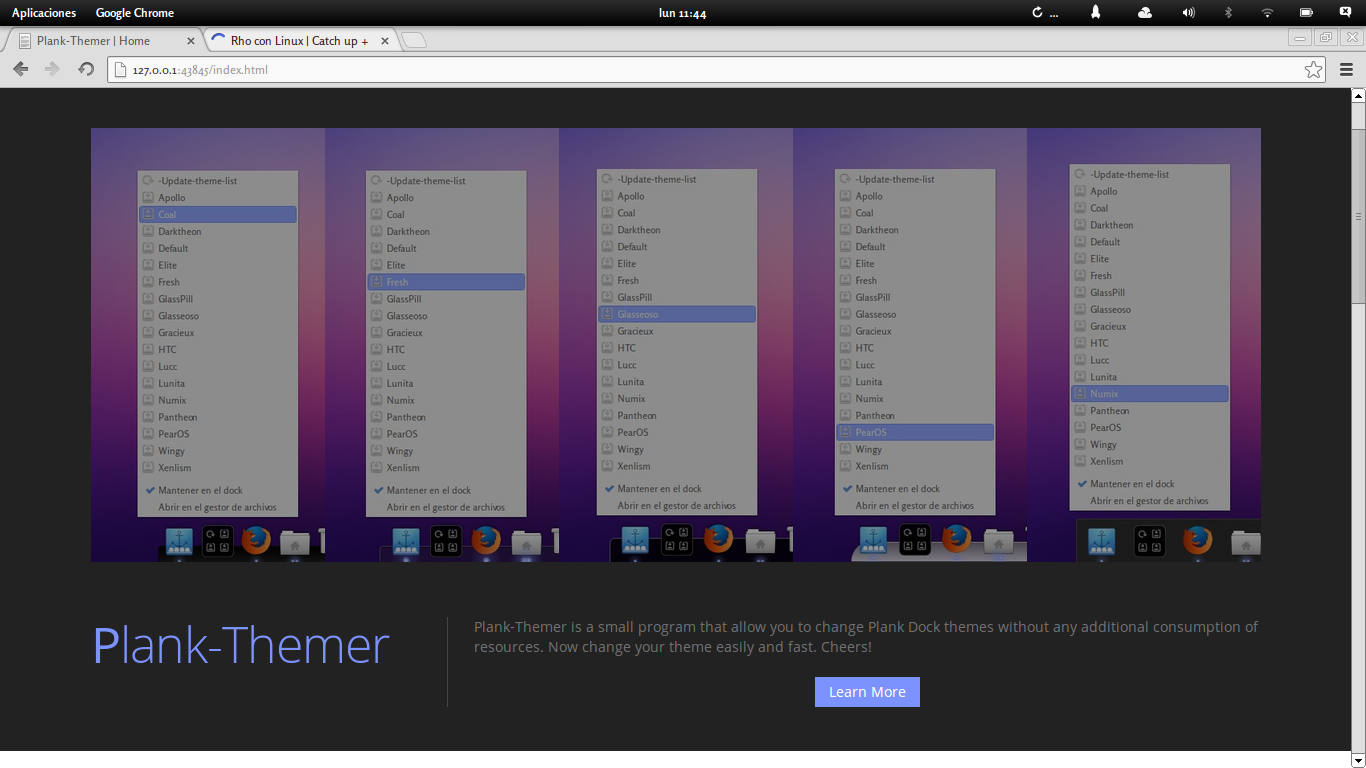 Aplicaciones Google Chrome lun 11:44 ...
Plank-Themer | Home Rho con Linux | Catch up +
127.0.0.1:43845/index.html
-Update-theme-list
Apollo
Coal
Darktheon
Default
Elite
Fresh
GlassPill
Glasseoso
Gracieux
HTC
Lucc
Lunita
Numix
Pantheon
PearOS
Wingy
Xenlism
Mantener en el dock
Abrir en el gestor de archivos
-Update-theme-list
Apollo
Coal
Darktheon
Default
Elite
Fresh
GlassPill
Glasseoso
Gracieux
HTC
Lucc
Lunita
Numix
Pantheon
PearOS
Wingy
Xenlism
Mantener en el dock
Abrir en el gestor de archivos
-Update-theme-list
Apollo
Coal
Darktheon
Default
Elite
Fresh
GlassPill
Glasseoso
Gracieux
HTC
Lucc
Lunita
Numix
Pantheon
PearOS
Wingy
Xenlism
Mantener en el dock
Abrir en el gestor de archivos
-Update-theme-list
Apollo
Coal
Darktheon
Default
Elite
Fresh
GlassPill
Glasseoso
Gracieux
HTC
Lucc
Lunita
Numix
Pantheon
PearOS
Wingy
Xenlism
Mantener en el dock
Abrir en el gestor de archivos
-Update-theme-list
Apollo
Coal
Darktheon
Default
Elite
Fresh
GlassPill
Glasseoso
Gracieux
HTC
Lucc
Lunita
Numix
Pantheon
PearOS
Wingy
Xenlism
Mantener en el dock
Abrir en el gestor de archivos
Plank-Themer
Plank-Themer is a small program that allow you to change Plank Dock themes without any additional consumption of
resources. Now change your theme easily and fast. Cheers!
Learn More